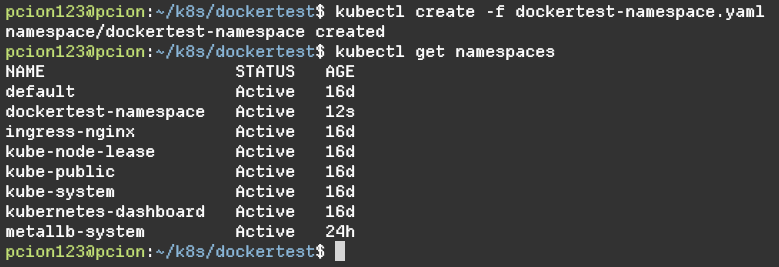 pcion123@pcion:~/k8s/dockertest$ kubectl create -f dockertest-namespace.yaml
namespace/dockertest-namespace created
pcion123@pcion:~/k8s/dockertest$ kubectl get namespaces
NAME                   STATUS   AGE
default                Active   16d
dockertest-namespace   Active   12s
ingress-nginx          Active   16d
kube-node-lease        Active   16d
kube-public            Active   16d
kube-system            Active   16d
kubernetes-dashboard   Active   16d
metallb-system         Active   24h
pcion123@pcion:~/k8s/dockertest$